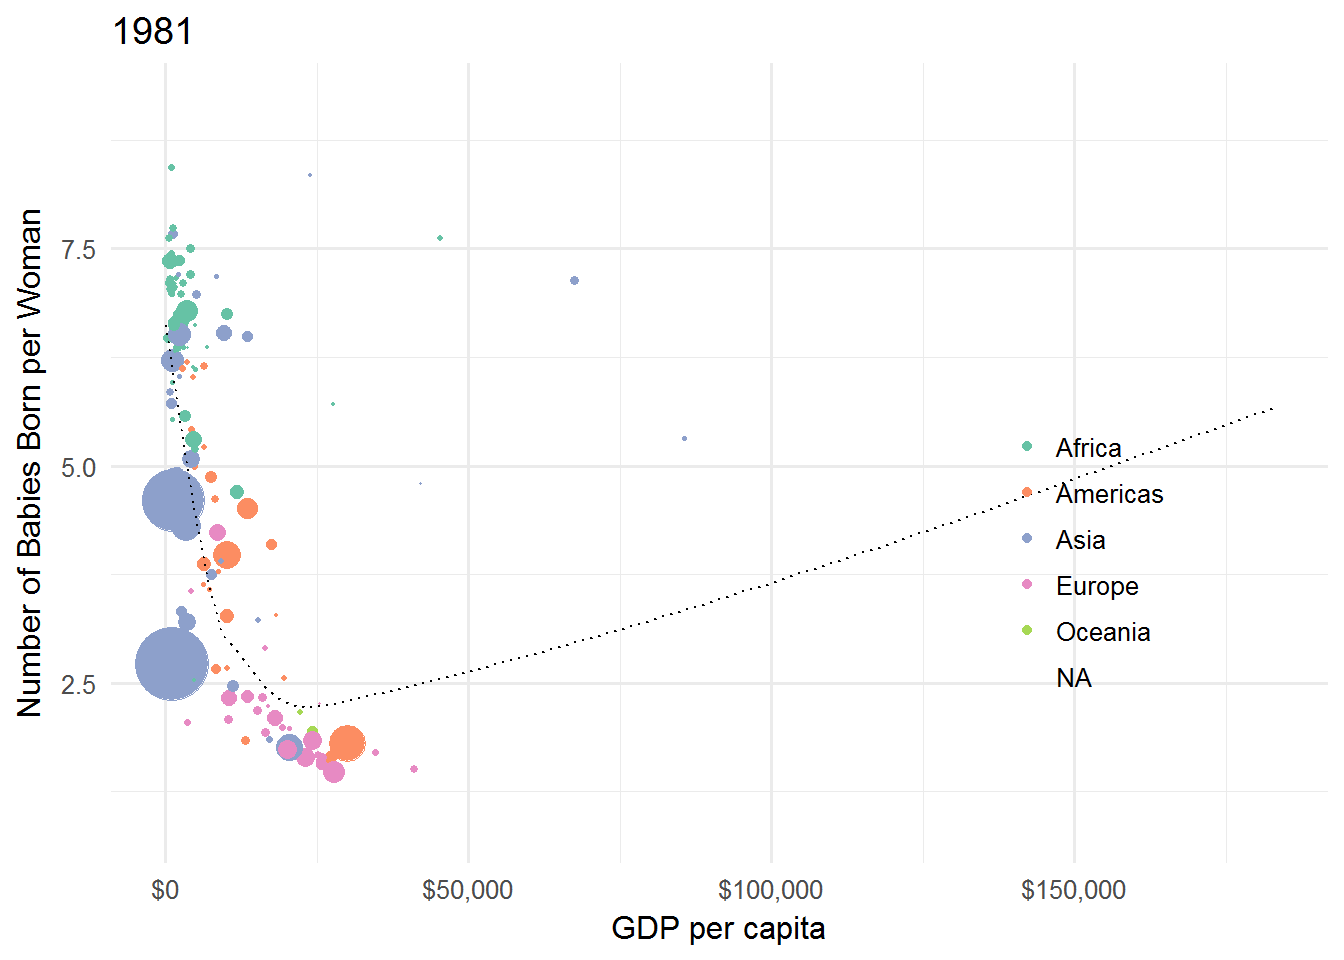 1981
Number of Babies Born per Woman
7.5
5.0
2.5
Africa
Americas
Asia
Europe
Oceania
NA
$0
$50,000
$100,000
$150,000
GDP per capita